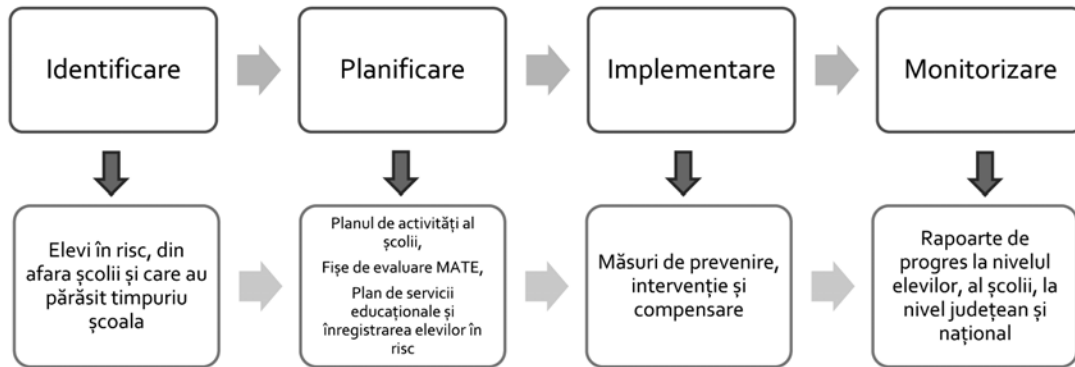 Identificare
Planificare
Implementare
Monitorizare
Elevi în risc, din
afara școlii și care au
părăsit timpuriu
școala
Planul de activități al
școlii,
Fișe de evaluare MATE,
Plan de servicii
educaționale și
înregistrarea elevilor în
risc
Măsuri de prevenire,
intervenție și
compensare
Rapoarte de
progres la nivelul
elevilor, al școlii, la
nivel județean și
național